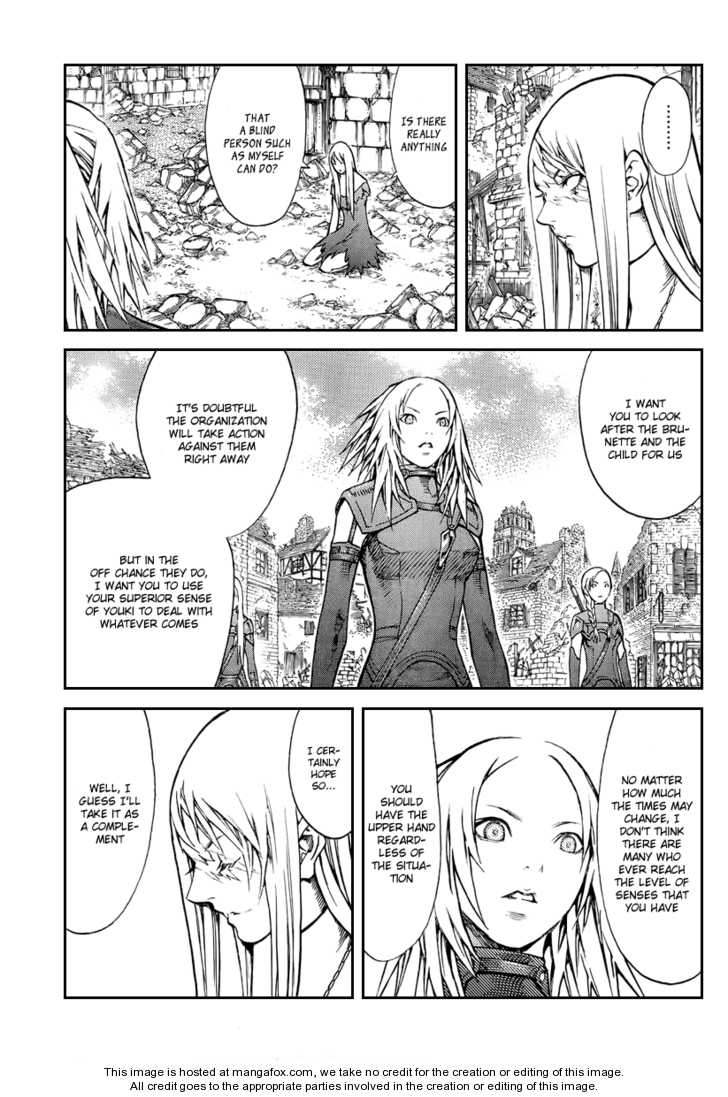 .........
IS THERE
REALLY
ANYTHING
THAT
A BLIND
PERSON SUCH
AS MYSELF
CAN DO?
I WANT
YOU TO LOOK
AFTER THE BRU-
NETTE AND THE
CHILD FOR US
IT'S DOUBTFUL
THE ORGANIZATION
WILL TAKE ACTION
AGAINST THEM
RIGHT AWAY
BUT IN THE
OFF CHANCE THEY DO,
I WANT YOU TO USE
YOUR SUPERIOR SENSE
OF YOUKI TO DEAL WITH
WHATEVER COMES
NO MATTER
HOW MUCH
THE TIMES MAY
CHANGE, I
DON'T THINK
THERE ARE
MANY WHO
EVER REACH
THE LEVEL OF
SENSES THAT
YOU HAVE
YOU
SHOULD
HAVE THE
UPPER HAND
REGARD-
LESS OF
THE SITUA-
TION
I CER-
TAINLY
HOPE
SO...
WELL, I
GUESS I'LL
TAKE IT AS
A COMPLE-
MENT
This image is hosted at mangafox.com, we take no credit for the creation or editing of this image.
All credit goes to the appropriate parties involved in the creation or editing of this image.